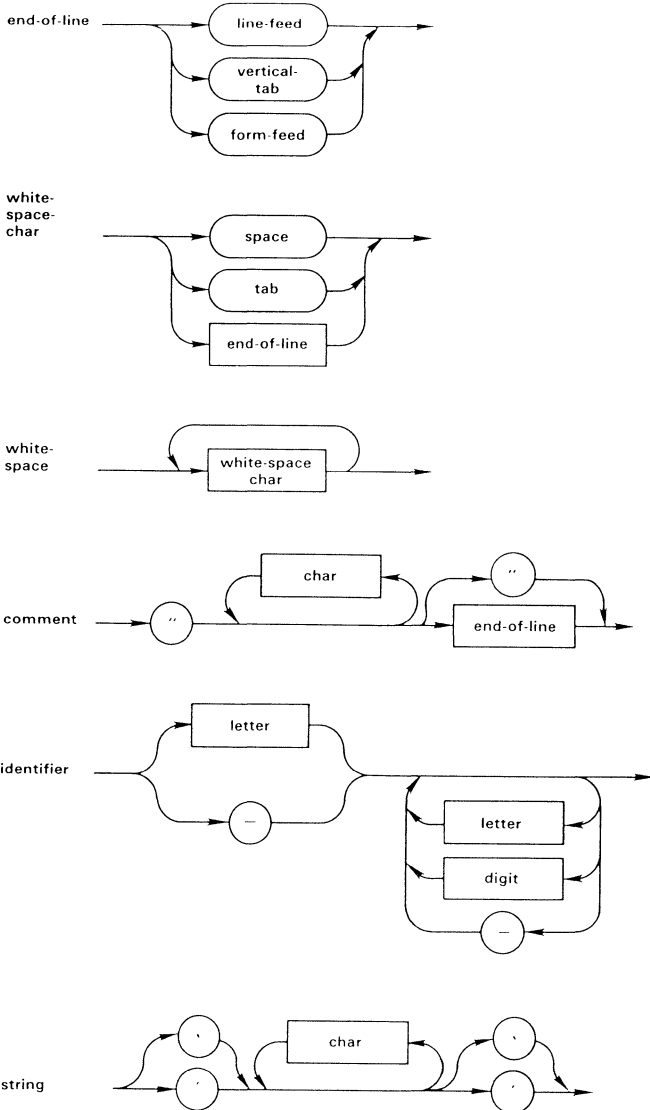 end-of-line
line-feed
vertical-
tab
form-feed
white-
space-
char
space
tab
end-of-line
white-
space
white-space
char
comment
"
char
"
end-of-line
identifier
letter
—
letter
digit
—
string
‘
'
char
‘
'